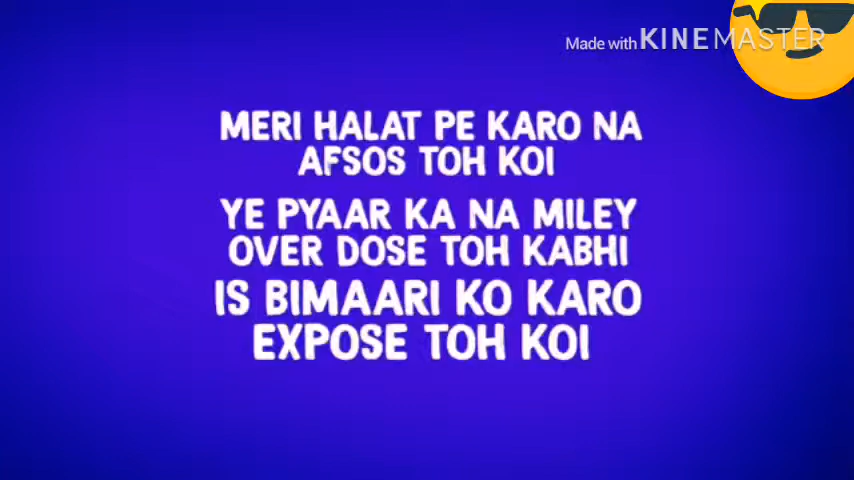 Made with KINEMASTER
MERI HALAT PE KARO NA
AFSOS TOH KOI
YE PYAAR KA NA MILEY
OVER DOSE TOH KABHI
IS BIMAARI KO KARO
EXPOSE TOH KOI